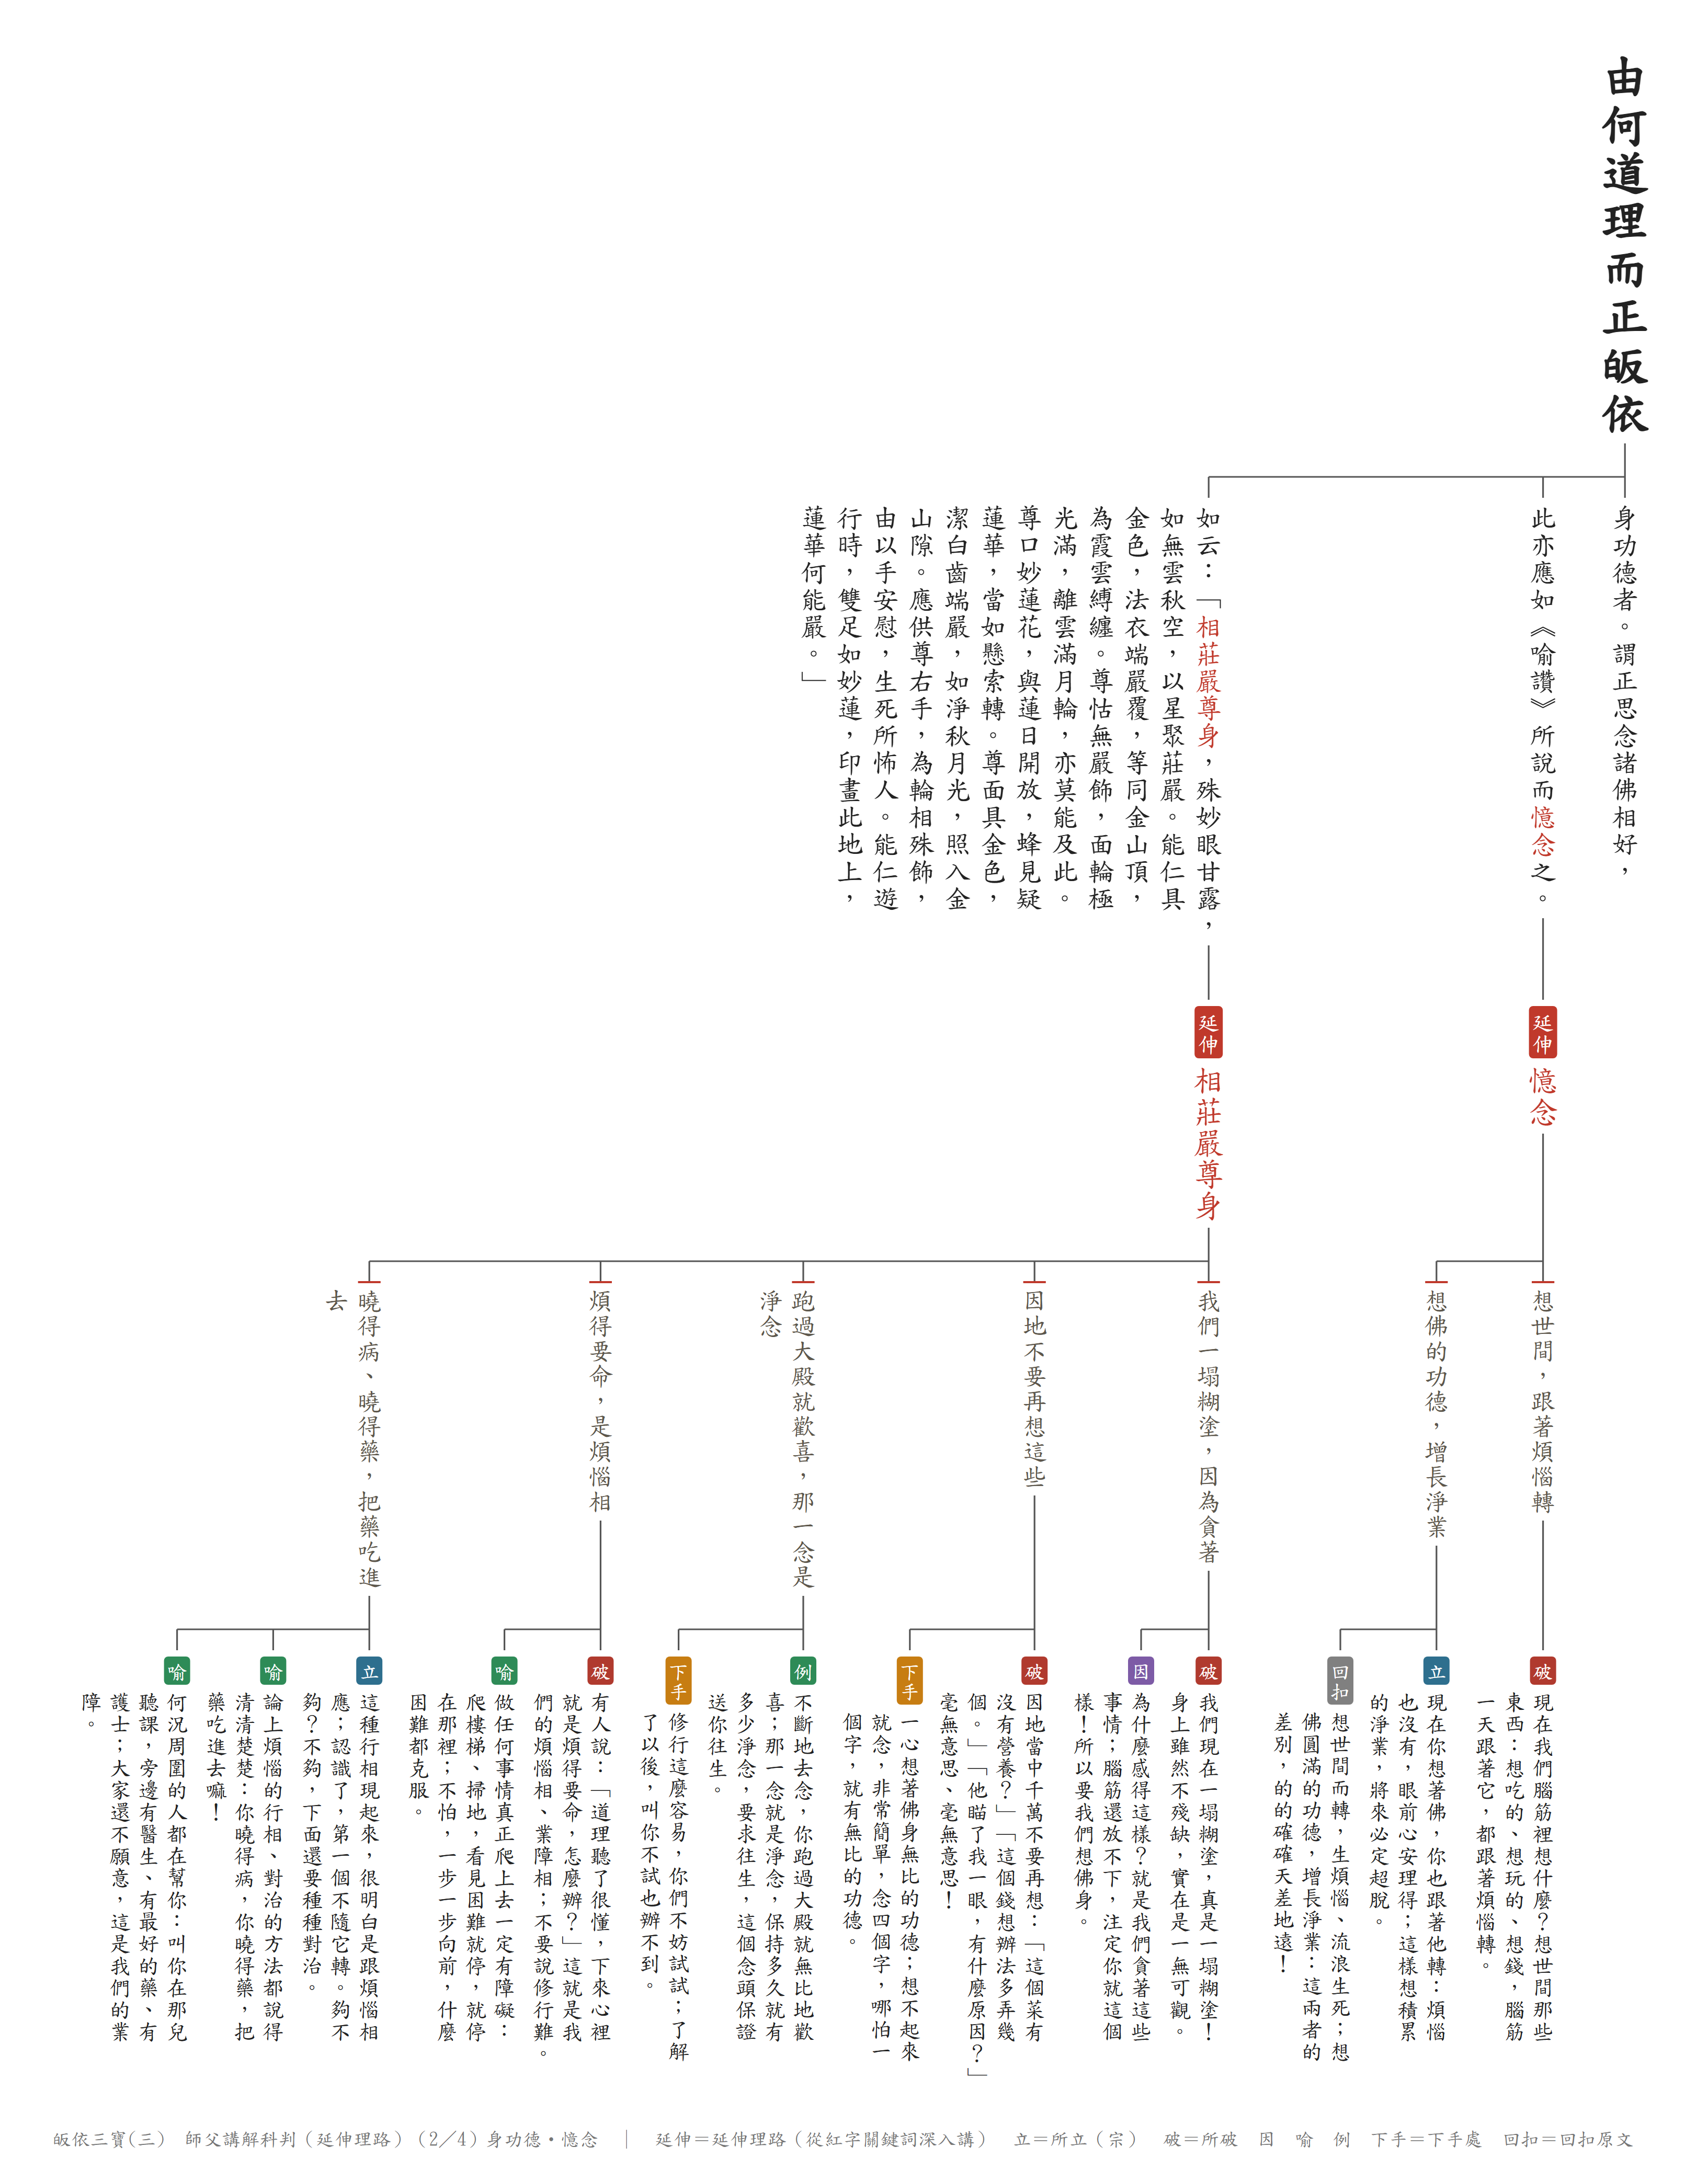 由何道理而正皈依
身功德者。謂正思念諸佛相好，
此亦應如《喻讚》所說而憶念之。
延伸
憶念
想世間，跟著煩惱轉
破
現在我們腦筋裡想什麼？想世間那些
東西：想吃的、想玩的、想錢，腦筋
一天跟著它，都跟著煩惱轉。
想佛的功德，增長淨業
立
現在你想著佛，你也跟著他轉：煩惱
也沒有，眼前心安理得；這樣想積累
的淨業，將來必定超脫。
回扣
想世間而轉，生煩惱、流浪生死；想
佛圓滿的功德，增長淨業：這兩者的
差別，的的確確天差地遠！
如云：「相莊嚴尊身，殊妙眼甘露，
如無雲秋空，以星聚莊嚴。能仁具
金色，法衣端嚴覆，等同金山頂，
為霞雲縛纏。尊怙無嚴飾，面輪極
光滿，離雲滿月輪，亦莫能及此。
尊口妙蓮花，與蓮日開放，蜂見疑
蓮華，當如懸索轉。尊面具金色，
潔白齒端嚴，如淨秋月光，照入金
山隙。應供尊右手，為輪相殊飾，
由以手安慰，生死所怖人。能仁遊
行時，雙足如妙蓮，印畫此地上，
蓮華何能嚴。」
延伸
相莊嚴尊身
我們一塌糊塗，因為貪著
破
我們現在一塌糊塗，真是一塌糊塗！
身上雖然不殘缺，實在是一無可觀。
因
為什麼感得這樣？就是我們貪著這些
事情；腦筋還放不下，注定你就這個
樣！所以要我們想佛身。
因地不要再想這些
破
因地當中千萬不要再想：「這個菜有
沒有營養？」「這個錢想辦法多弄幾
個。」「他瞄了我一眼，有什麼原因？」
毫無意思、毫無意思！
下手
一心想著佛身無比的功德；想不起來
就念，非常簡單，念四個字，哪怕一
個字，就有無比的功德。
跑過大殿就歡喜，那一念是
淨念
例
不斷地去念，你跑過大殿就無比地歡
喜；那一念就是淨念，保持多久就有
多少淨念，要求往生，這個念頭保證
送你往生。
下手
修行這麼容易，你們不妨試試；了解
了以後，叫你不試也辦不到。
煩得要命，是煩惱相
破
有人說：「道理聽了很懂，下來心裡
就是煩得要命，怎麼辦？」這就是我
們的煩惱相、業障相；不要說修行難。
喻
做任何事情真正爬上去一定有障礙：
爬樓梯、掃地，看見困難就停，就停
在那裡；不怕，一步一步向前，什麼
困難都克服。
曉得病、曉得藥，把藥吃進
去
立
這種行相現起來，很明白是跟煩惱相
應；認識了，第一個不隨它轉。夠不
夠？不夠，下面還要種種對治。
喻
論上煩惱的行相、對治的方法都說得
清清楚楚：你曉得病，你曉得藥，把
藥吃進去嘛！
喻
何況周圍的人都在幫你：叫你在那兒
聽課，旁邊有醫生、有最好的藥、有
護士；大家還不願意，這是我們的業
障。
皈依三寶(三) 師父講解科判（延伸理路）（2／4）身功德・憶念 ｜ 延伸＝延伸理路（從紅字關鍵詞深入講） 立＝所立（宗） 破＝所破 因 喻 例 下手＝下手處 回扣＝回扣原文